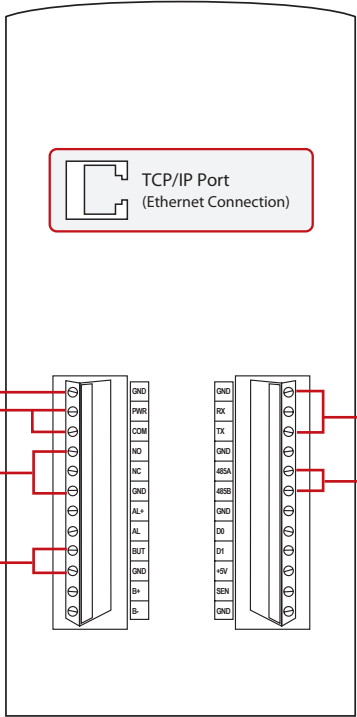 TCP/IP Port
(Ethernet Connection)
GND
PWR
COM
NO
NC
GND
AL+
AL
BUT
GND
B+
B-
GND
RX
TX
GND
485A
485B
GND
D0
D1
+5V
SEN
GND